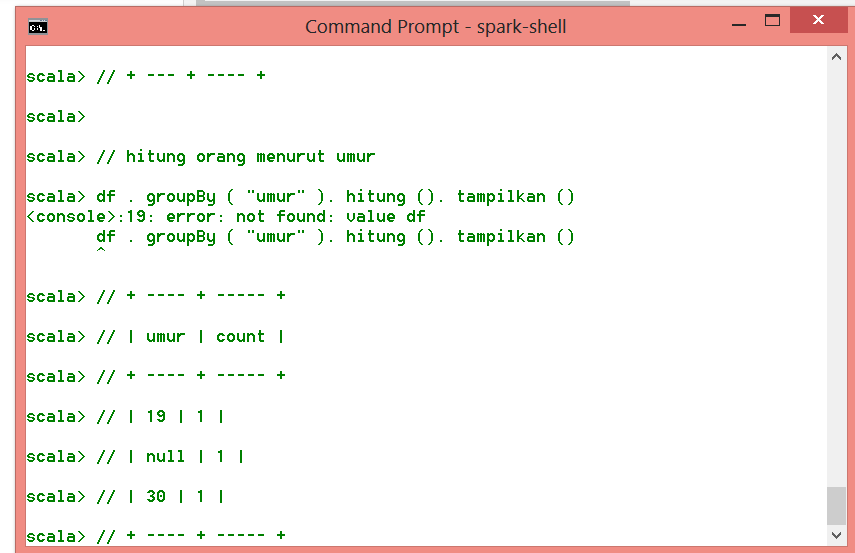 Command Prompt - spark-shell
scala> // + --- + ---- +
scala>
scala> // hitung orang menurut umur
scala> df . groupBy ( "umur" ). hitung (). tampilkan ()
<console>:19: error: not found: value df
df . groupBy ( "umur" ). hitung (). tampilkan ()
^
scala> // + ---- + ----- +
scala> // | umur | count |
scala> // + ---- + ----- +
scala> // | 19 | 1 |
scala> // | null | 1 |
scala> // | 30 | 1 |
scala> // + ---- + ----- +